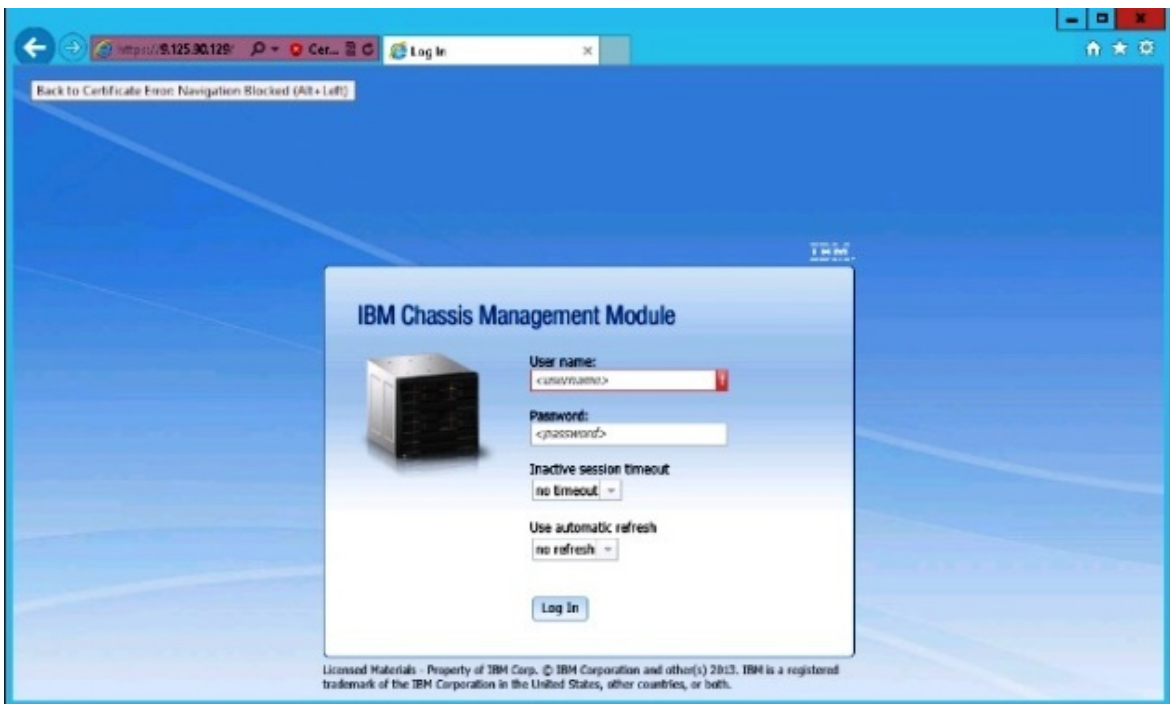 https://9.125.90.129/
Cer...
Log In
Back to Certificate Error: Navigation Blocked (Alt+Left)
IBM.
IBM Chassis Management Module
User name:
<username>
Password:
<password>
Inactive session timeout
no timeout
Use automatic refresh
no refresh
Log In
Licensed Materials - Property of IBM Corp. © IBM Corporation and other(s) 2013. IBM is a registered
trademark of the IBM Corporation in the United States, other countries, or both.